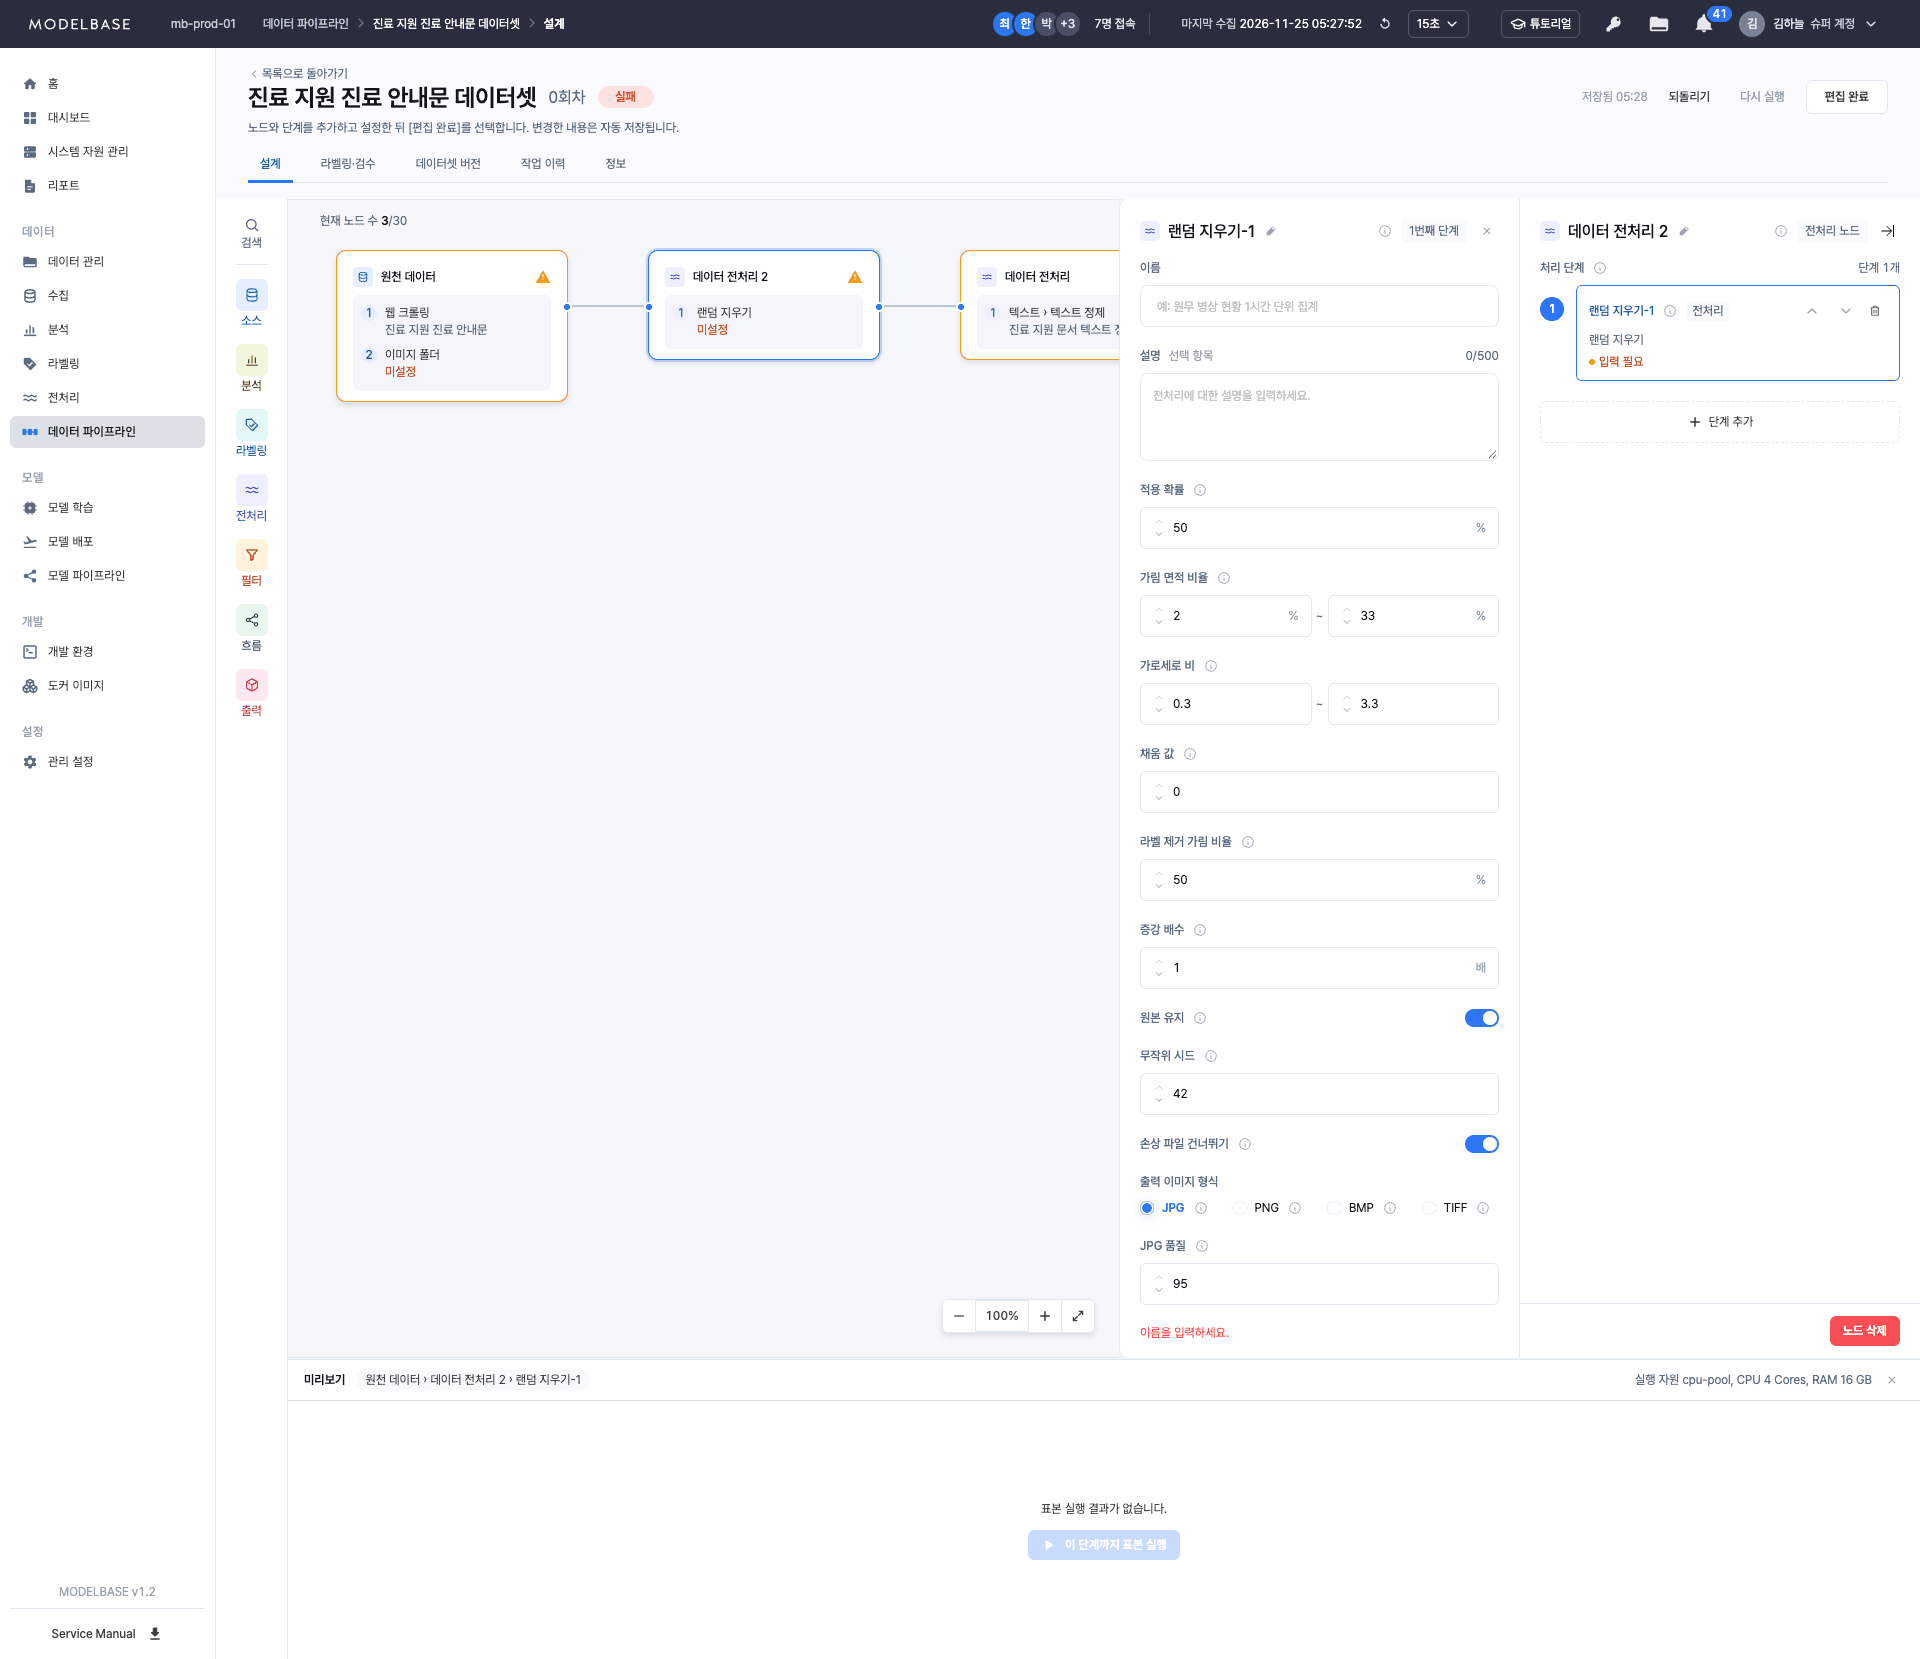 MODELBASE
mb-prod-01
데이터 파이프라인
진료 지원 진료 안내문 데이터셋
설계
최
한
박
+3
7명 접속
마지막 수집 2026-11-25 05:27:52
15초
튜토리얼
41
김
김하늘 슈퍼 계정
홈
대시보드
시스템 자원 관리
리포트
데이터
데이터 관리
수집
분석
라벨링
전처리
데이터 파이프라인
모델
모델 학습
모델 배포
모델 파이프라인
개발
개발 환경
도커 이미지
설정
관리 설정
MODELBASE v1.2
Service Manual
목록으로 돌아가기
진료 지원 진료 안내문 데이터셋 0회차 실패
노드와 단계를 추가하고 설정한 뒤 [편집 완료]를 선택합니다. 변경한 내용은 자동 저장됩니다.
저장됨 05:28
되돌리기
다시 실행
편집 완료
설계
라벨링·검수
데이터셋 버전
작업 이력
정보
검색
소스
분석
라벨링
전처리
필터
흐름
출력
현재 노드 수 3/30
원천 데이터
1 웹 크롤링
진료 지원 진료 안내문
2 이미지 폴더
미설정
데이터 전처리 2
1 랜덤 지우기
미설정
데이터 전처리
1 텍스트 › 텍스트 정제
진료 지원 문서 텍스트
100%
랜덤 지우기-1
1번째 단계
이름
예: 원무 병상 현황 1시간 단위 집계
설명 선택 항목
0/500
전처리에 대한 설명을 입력하세요.
적용 확률
50 %
가림 면적 비율
2 % ~ 33 %
가로세로 비
0.3 ~ 3.3
채움 값
0
라벨 제거 가림 비율
50 %
증강 배수
1 배
원본 유지
무작위 시드
42
손상 파일 건너뛰기
출력 이미지 형식
JPG PNG BMP TIFF
JPG 품질
95
이름을 입력하세요.
데이터 전처리 2
전처리 노드
처리 단계
단계 1개
1
랜덤 지우기-1 전처리
랜덤 지우기
입력 필요
단계 추가
노드 삭제
미리보기
원천 데이터 › 데이터 전처리 2 › 랜덤 지우기-1
실행 자원 cpu-pool, CPU 4 Cores, RAM 16 GB
표본 실행 결과가 없습니다.
이 단계까지 표본 실행